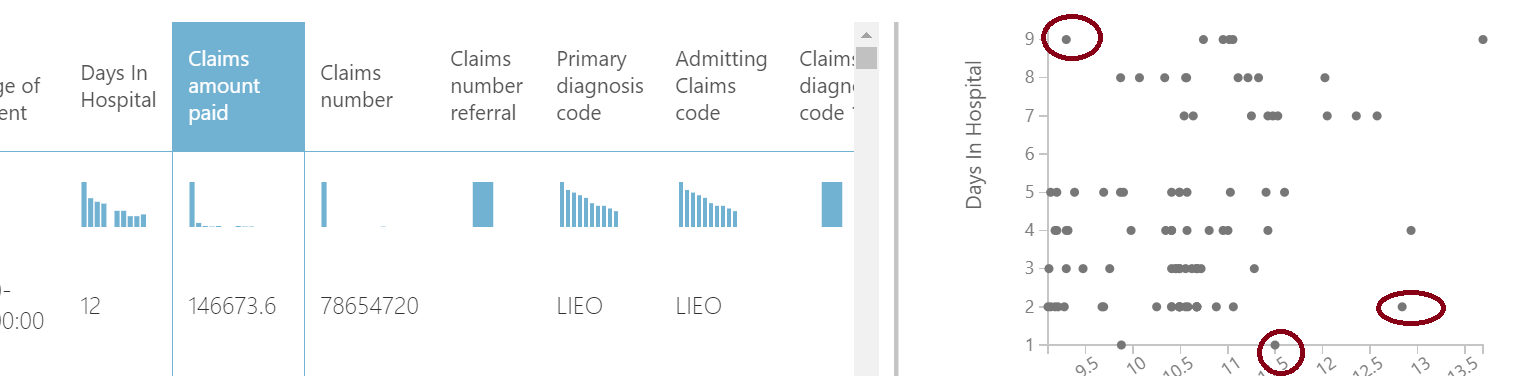 ge of
ent
Days In
Hospital
Claims
amount
paid
Claims
number
Claims
number
referral
Primary
diagnosis
code
Admitting
Claims
code
Claims
diagno
code
12
146673.6
78654720
LIEO
LIEO
00:00
Days In Hospital
9
8
7
6
5
4
3
2
1
9.5
10
10.5
11
12
12.5
13
13.5